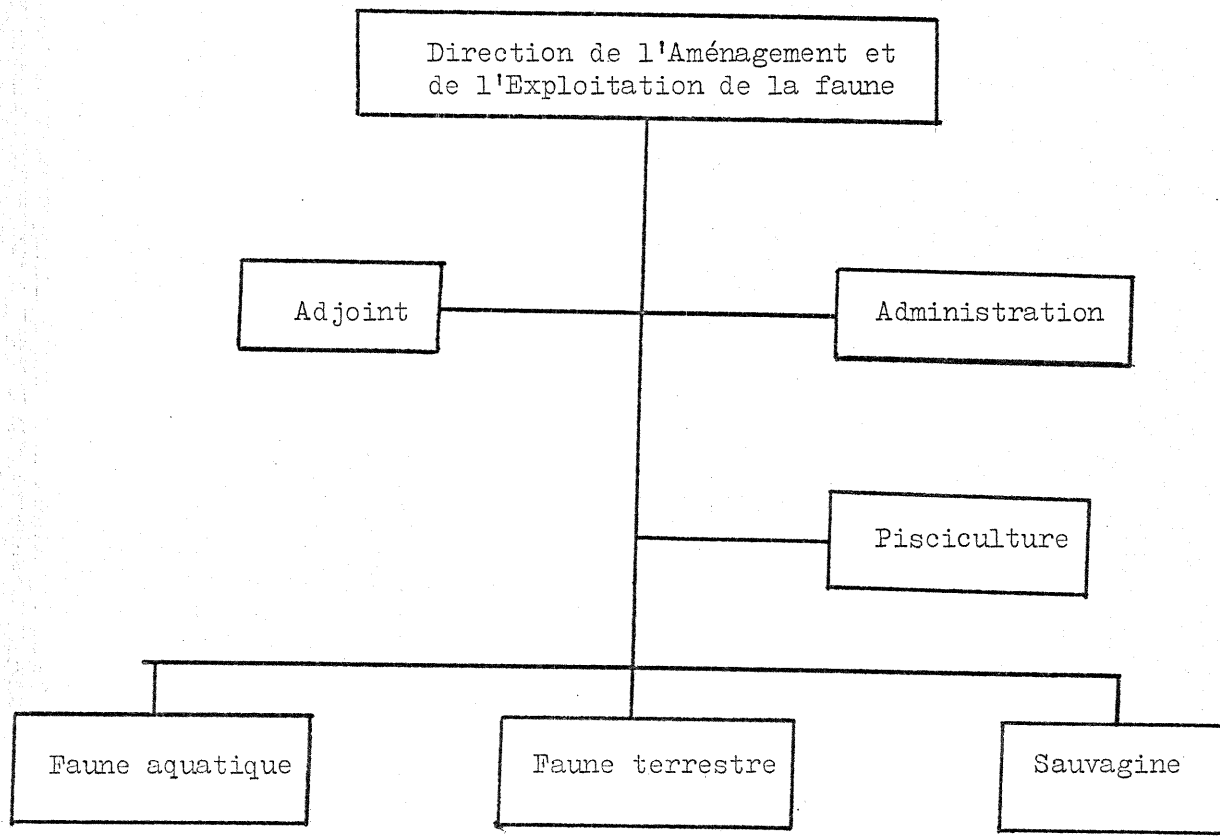 Direction de l'Aménagement et
de l'Exploitation de la faune
Adjoint
Administration
Pisciculture
Faune aquatique
Faune terrestre
Sauvagine